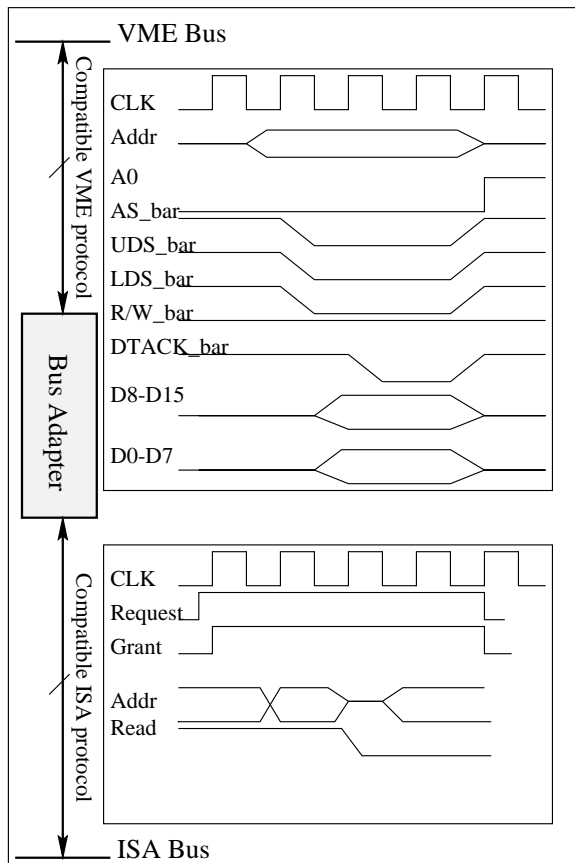 VME Bus
Compatible VME protocol
CLK
Addr
A0
AS_bar
UDS_bar
LDS_bar
R/W_bar
DTACK_bar
D8-D15
D0-D7
Bus Adapter
Compatible ISA protocol
CLK
Request
Grant
Addr
Read
ISA Bus